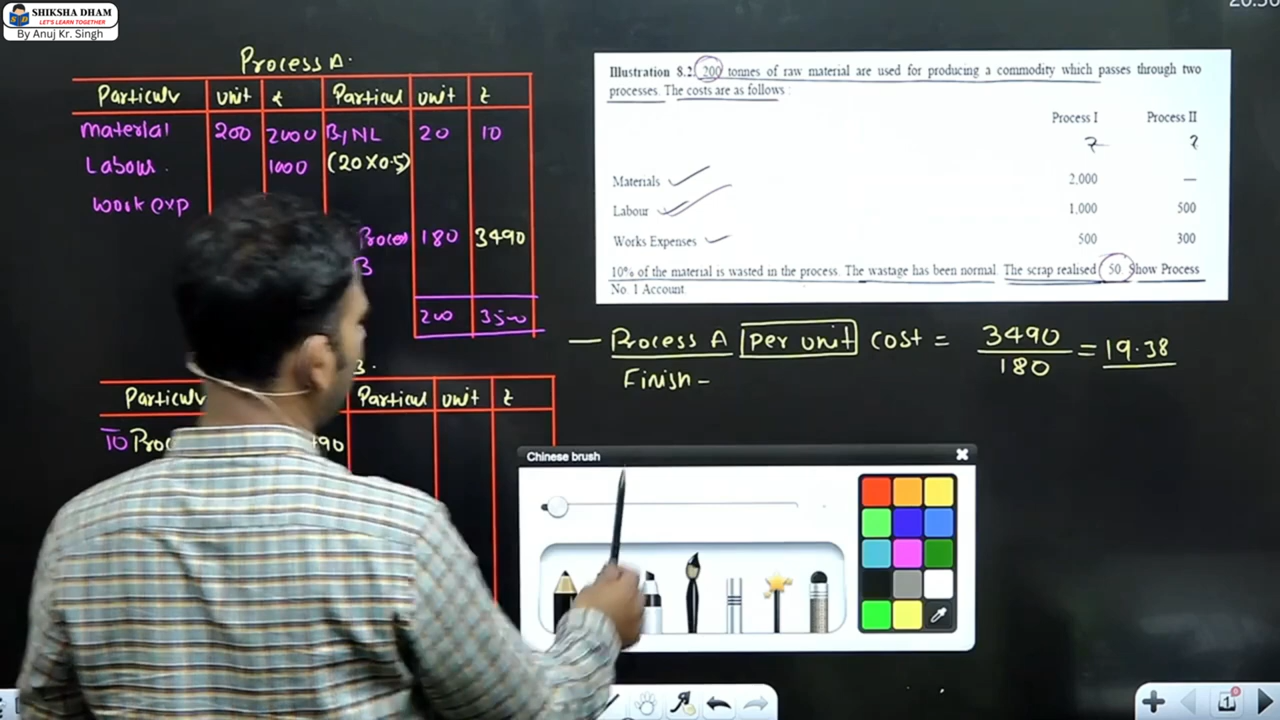 SHIKSHA DHAM
LET'S LEARN TOGETHER
By Anuj Kr. Singh
Process A.
Particulr unit ₹ Particul unit ₹
material 200 2000 B/NL 20 10
Labour. 1000 (20×0.5)
work exp
Proces 180 3490
B
200 3500
B.
Particulr Particul unit ₹
To Proc 90
Illustration 8.2. 200 tonnes of raw material are used for producing a commodity which passes through two
processes. The costs are as follows :
Process I Process II
₹ ₹
Materials 2,000 —
Labour 1,000 500
Works Expenses 500 300
10% of the material is wasted in the process. The wastage has been normal. The scrap realised 50. Show Process
No. 1 Account.
— Process A per unit cost = 3490/180 = 19.38
Finish -
Chinese brush
1